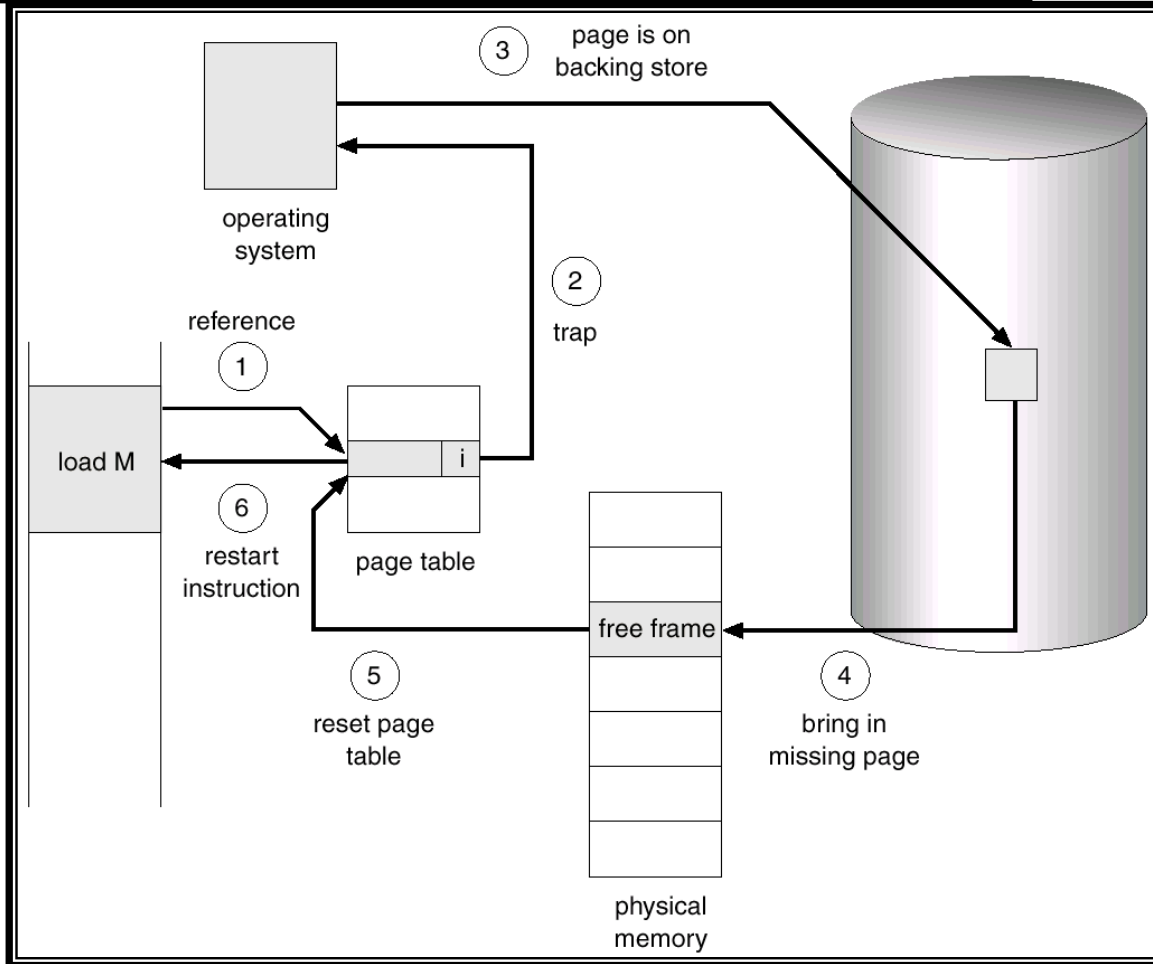 3
page is on
backing store
operating
system
2
trap
reference
1
load M
i
6
restart
instruction
page table
free frame
5
reset page
table
4
bring in
missing page
physical
memory